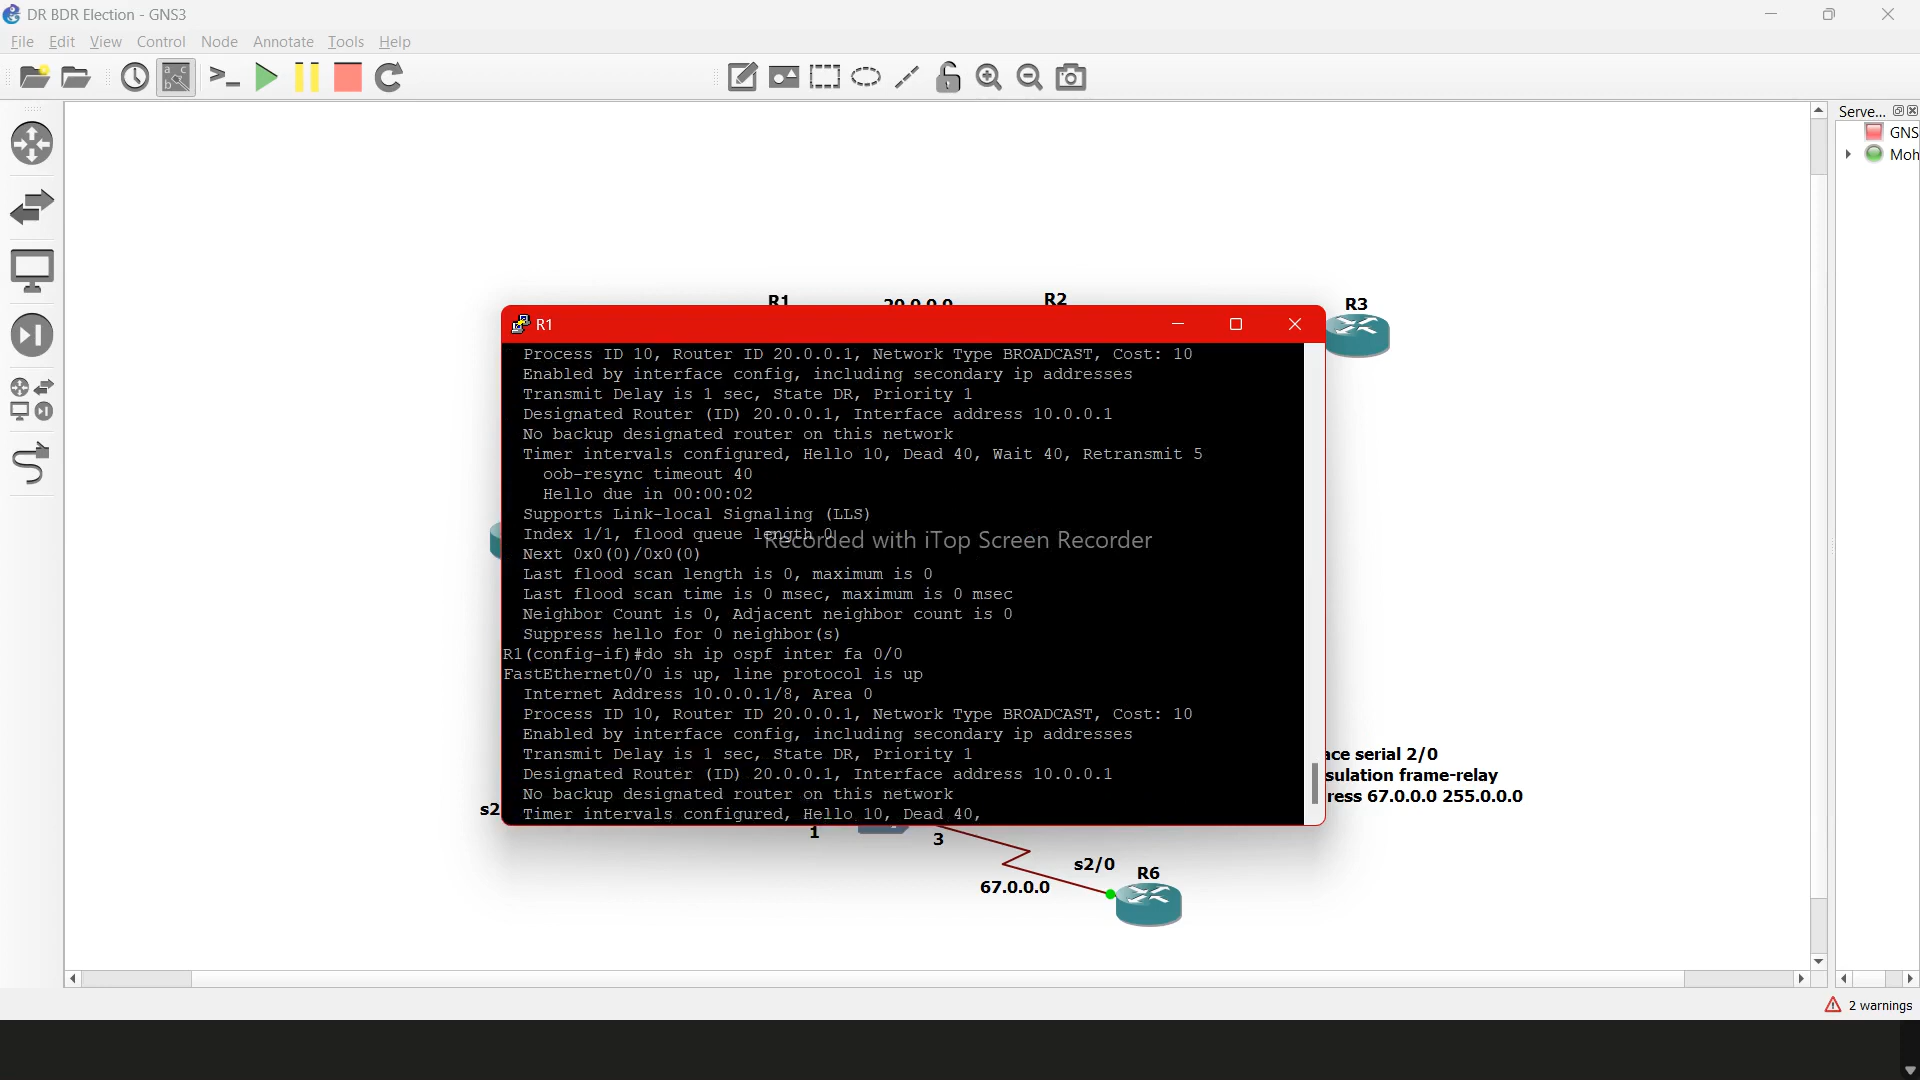 DR BDR Election - GNS3
File Edit View Control Node Annotate Tools Help
Serve...
GNS
Moh
R1
20.0.0.0
R2
R3
R1
Process ID 10, Router ID 20.0.0.1, Network Type BROADCAST, Cost: 10
Enabled by interface config, including secondary ip addresses
Transmit Delay is 1 sec, State DR, Priority 1
Designated Router (ID) 20.0.0.1, Interface address 10.0.0.1
No backup designated router on this network
Timer intervals configured, Hello 10, Dead 40, Wait 40, Retransmit 5
oob-resync timeout 40
Hello due in 00:00:02
Supports Link-local Signaling (LLS)
Index 1/1, flood queue length 0
Recorded with iTop Screen Recorder
Next 0x0(0)/0x0(0)
Last flood scan length is 0, maximum is 0
Last flood scan time is 0 msec, maximum is 0 msec
Neighbor Count is 0, Adjacent neighbor count is 0
Suppress hello for 0 neighbor(s)
R1(config-if)#do sh ip ospf inter fa 0/0
FastEthernet0/0 is up, line protocol is up
Internet Address 10.0.0.1/8, Area 0
Process ID 10, Router ID 20.0.0.1, Network Type BROADCAST, Cost: 10
Enabled by interface config, including secondary ip addresses
Transmit Delay is 1 sec, State DR, Priority 1
Designated Router (ID) 20.0.0.1, Interface address 10.0.0.1
No backup designated router on this network
Timer intervals configured, Hello 10, Dead 40,
ace serial 2/0
sulation frame-relay
ress 67.0.0.0 255.0.0.0
s2
1
3
s2/0
R6
67.0.0.0
2 warnings